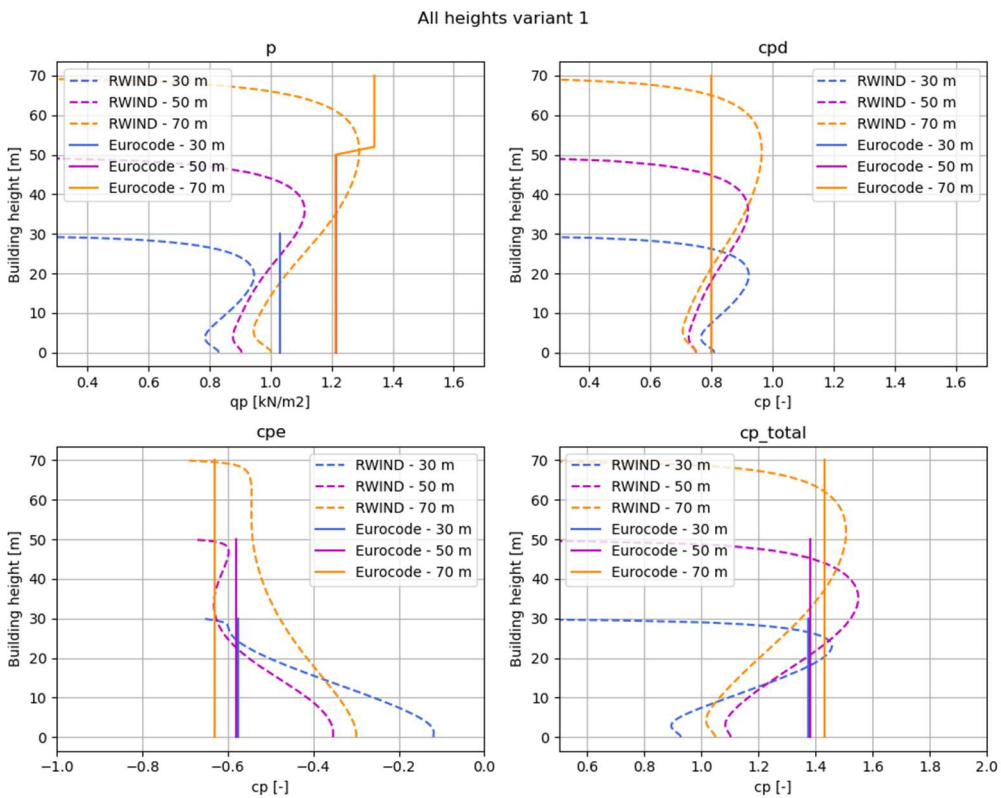 All heights variant 1
p
RWIND - 30 m
RWIND - 50 m
RWIND - 70 m
Eurocode - 30 m
Eurocode - 50 m
Eurocode - 70 m
70
60
50
40
30
20
10
0
Building height [m]
0.4 0.6 0.8 1.0 1.2 1.4 1.6
qp [kN/m2]
cpd
RWIND - 30 m
RWIND - 50 m
RWIND - 70 m
Eurocode - 30 m
Eurocode - 50 m
Eurocode - 70 m
70
60
50
40
30
20
10
0
Building height [m]
0.4 0.6 0.8 1.0 1.2 1.4 1.6
cp [-]
cpe
RWIND - 30 m
RWIND - 50 m
RWIND - 70 m
Eurocode - 30 m
Eurocode - 50 m
Eurocode - 70 m
70
60
50
40
30
20
10
0
Building height [m]
−1.0 −0.8 −0.6 −0.4 −0.2 0.0
cp [-]
cp_total
RWIND - 30 m
RWIND - 50 m
RWIND - 70 m
Eurocode - 30 m
Eurocode - 50 m
Eurocode - 70 m
70
60
50
40
30
20
10
0
Building height [m]
0.6 0.8 1.0 1.2 1.4 1.6 1.8 2.0
cp [-]